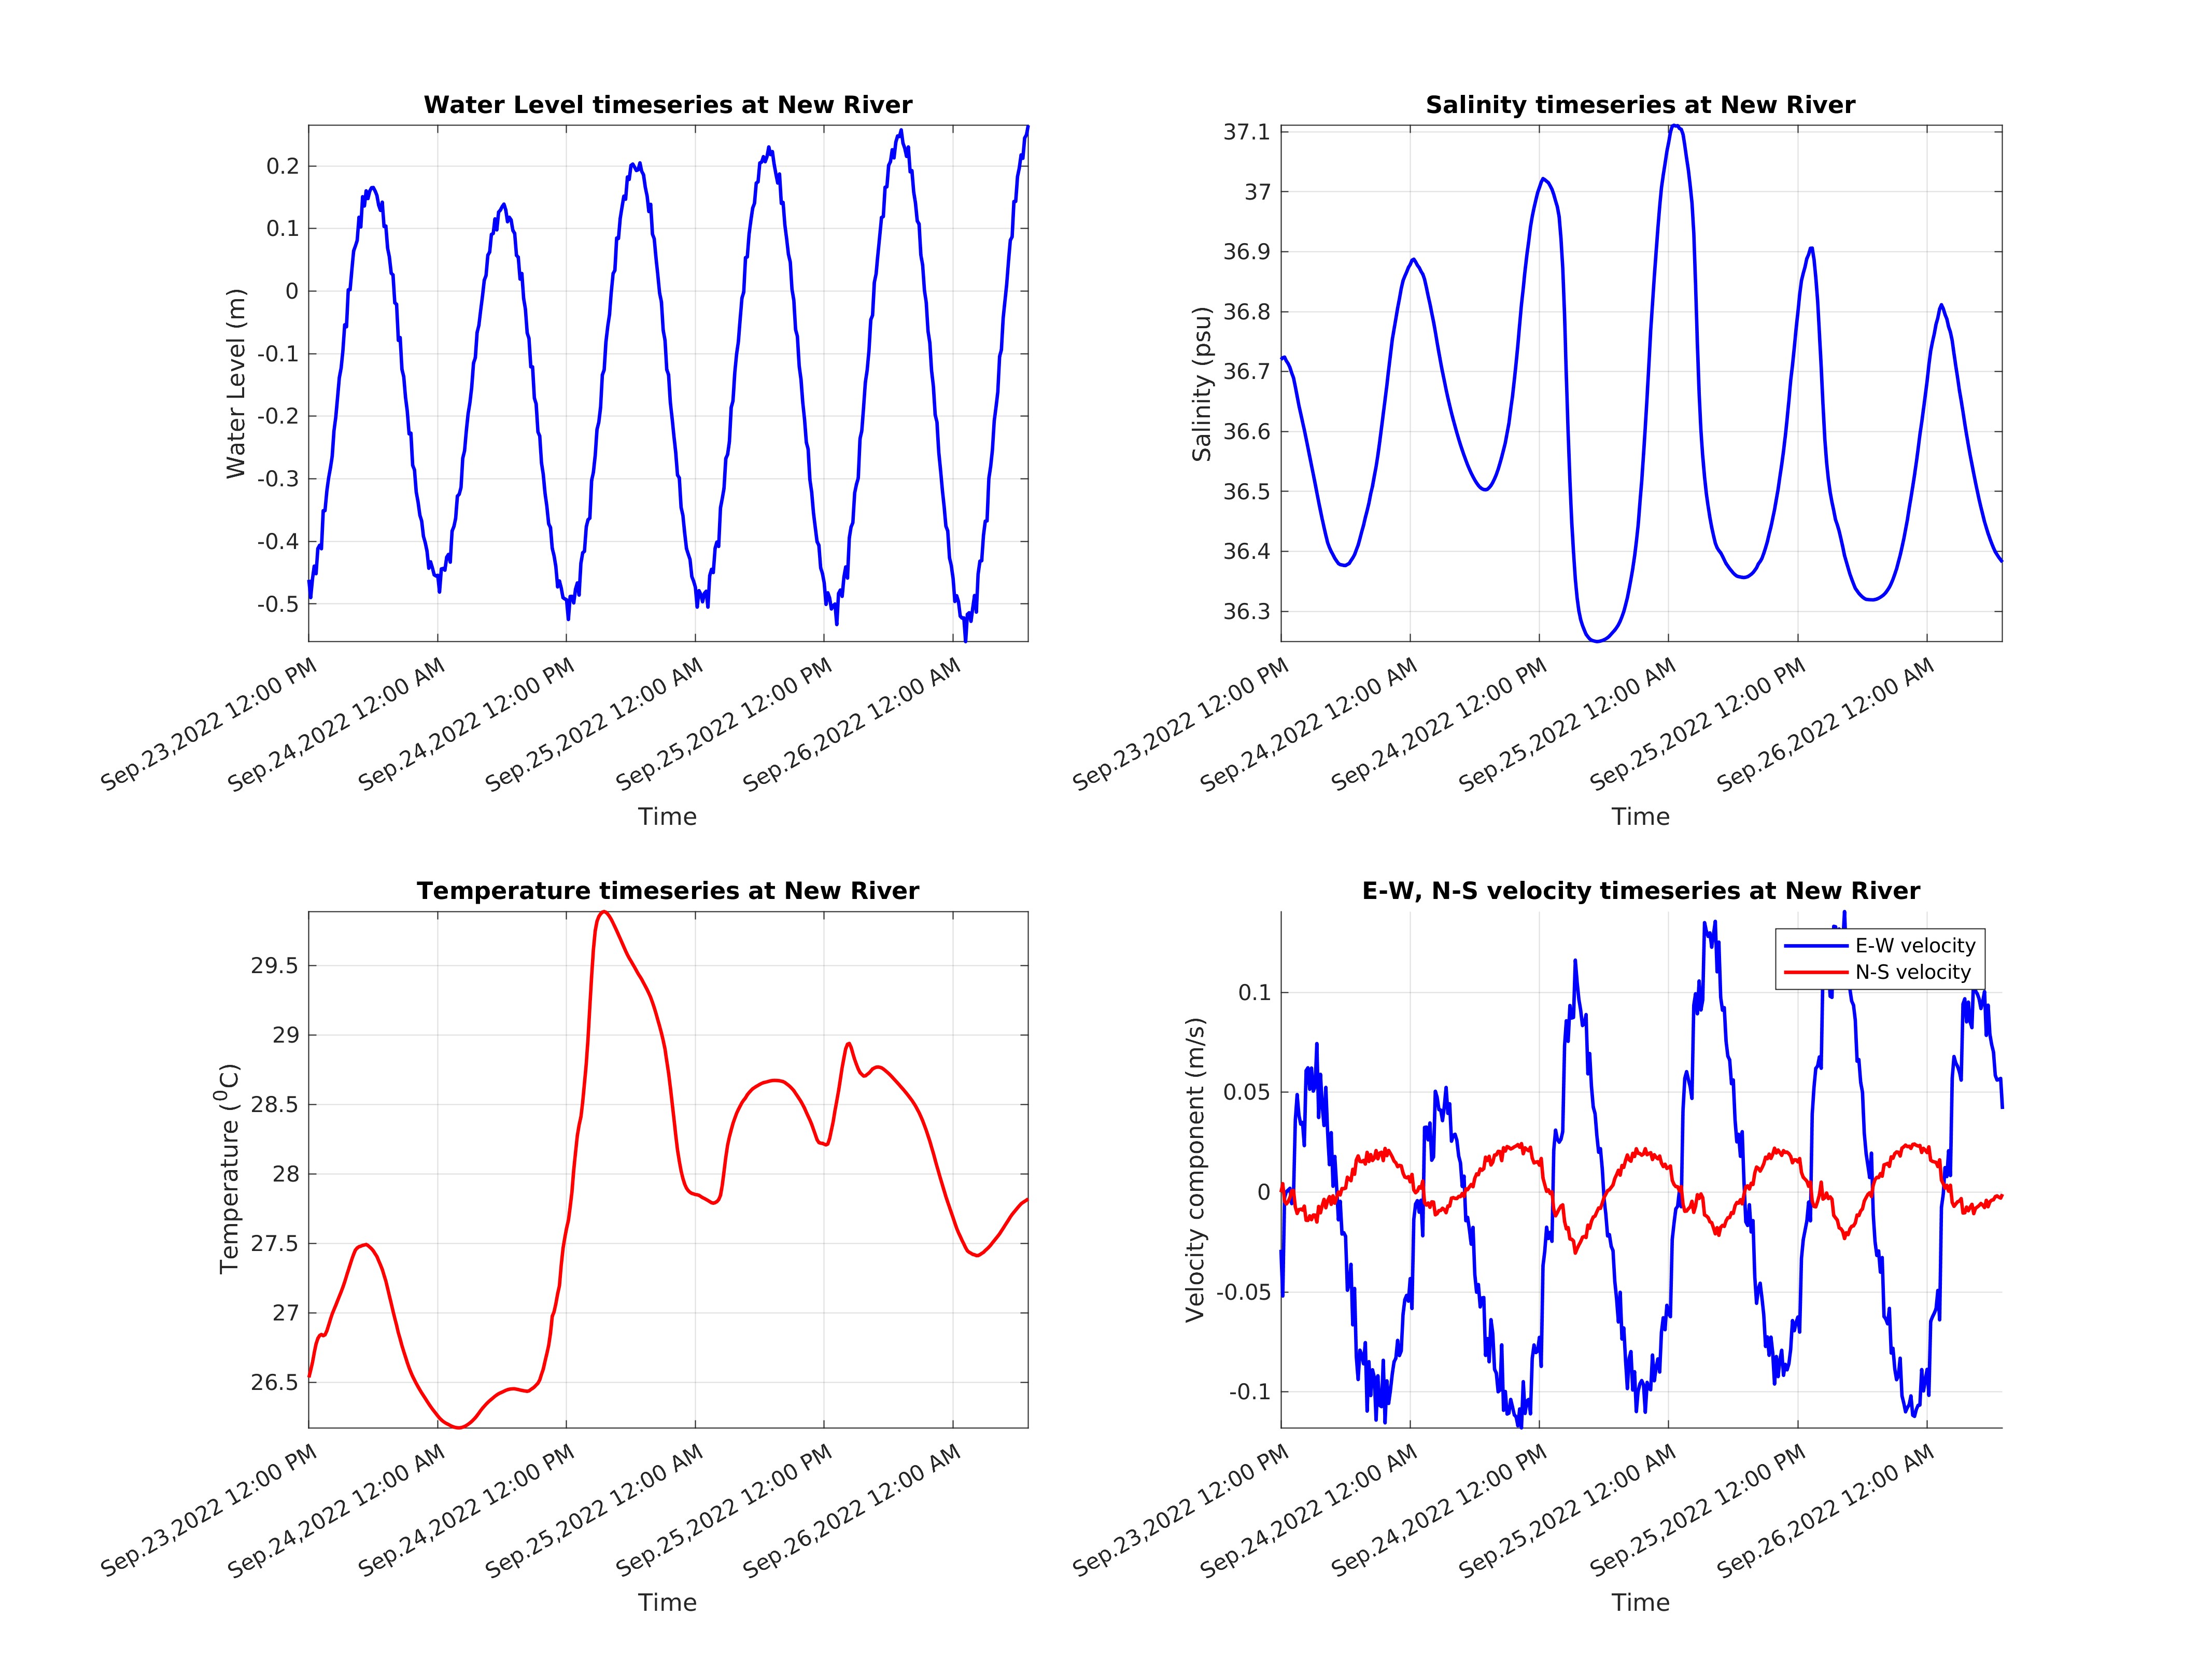 Water Level timeseries at New River
Water Level (m)
0.2
0.1
0
-0.1
-0.2
-0.3
-0.4
-0.5
Sep.23,2022 12:00 PM
Sep.24,2022 12:00 AM
Sep.24,2022 12:00 PM
Sep.25,2022 12:00 AM
Sep.25,2022 12:00 PM
Sep.26,2022 12:00 AM
Time
Salinity timeseries at New River
Salinity (psu)
37.1
37
36.9
36.8
36.7
36.6
36.5
36.4
36.3
Sep.23,2022 12:00 PM
Sep.24,2022 12:00 AM
Sep.24,2022 12:00 PM
Sep.25,2022 12:00 AM
Sep.25,2022 12:00 PM
Sep.26,2022 12:00 AM
Time
Temperature timeseries at New River
Temperature (⁰C)
29.5
29
28.5
28
27.5
27
26.5
Sep.23,2022 12:00 PM
Sep.24,2022 12:00 AM
Sep.24,2022 12:00 PM
Sep.25,2022 12:00 AM
Sep.25,2022 12:00 PM
Sep.26,2022 12:00 AM
Time
E-W, N-S velocity timeseries at New River
Velocity component (m/s)
0.1
0.05
0
-0.05
-0.1
E-W velocity
N-S velocity
Sep.23,2022 12:00 PM
Sep.24,2022 12:00 AM
Sep.24,2022 12:00 PM
Sep.25,2022 12:00 AM
Sep.25,2022 12:00 PM
Sep.26,2022 12:00 AM
Time